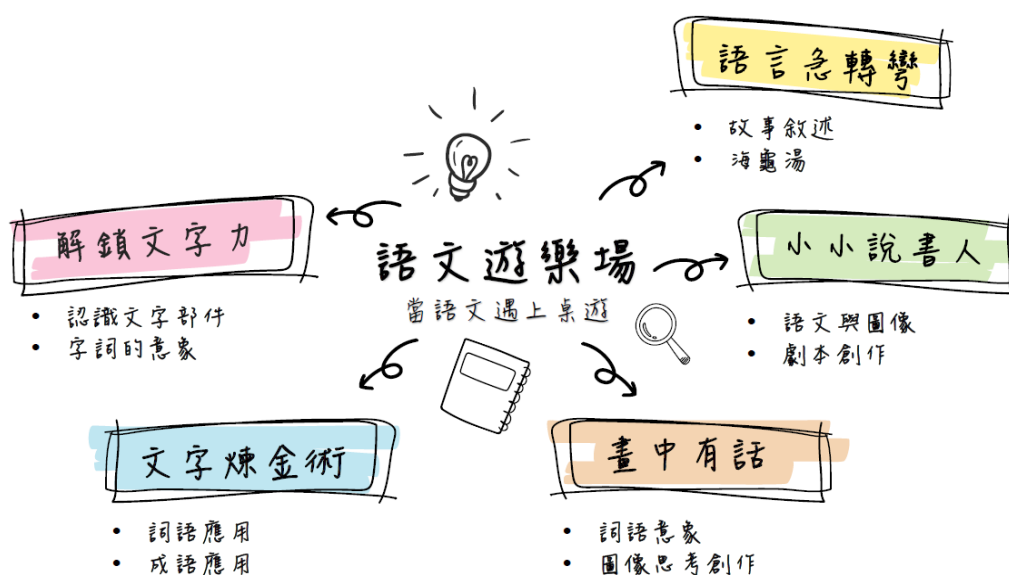 語文遊樂場
當語文遇上桌遊
解鎖文字力
• 認識文字部件
• 字詞的意象
文字煉金術
• 詞語應用
• 成語應用
畫中有話
• 詞語意象
• 圖像思考創作
小小說書人
• 語文與圖像
• 劇本創作
語言急轉彎
• 故事敘述
• 海龜湯